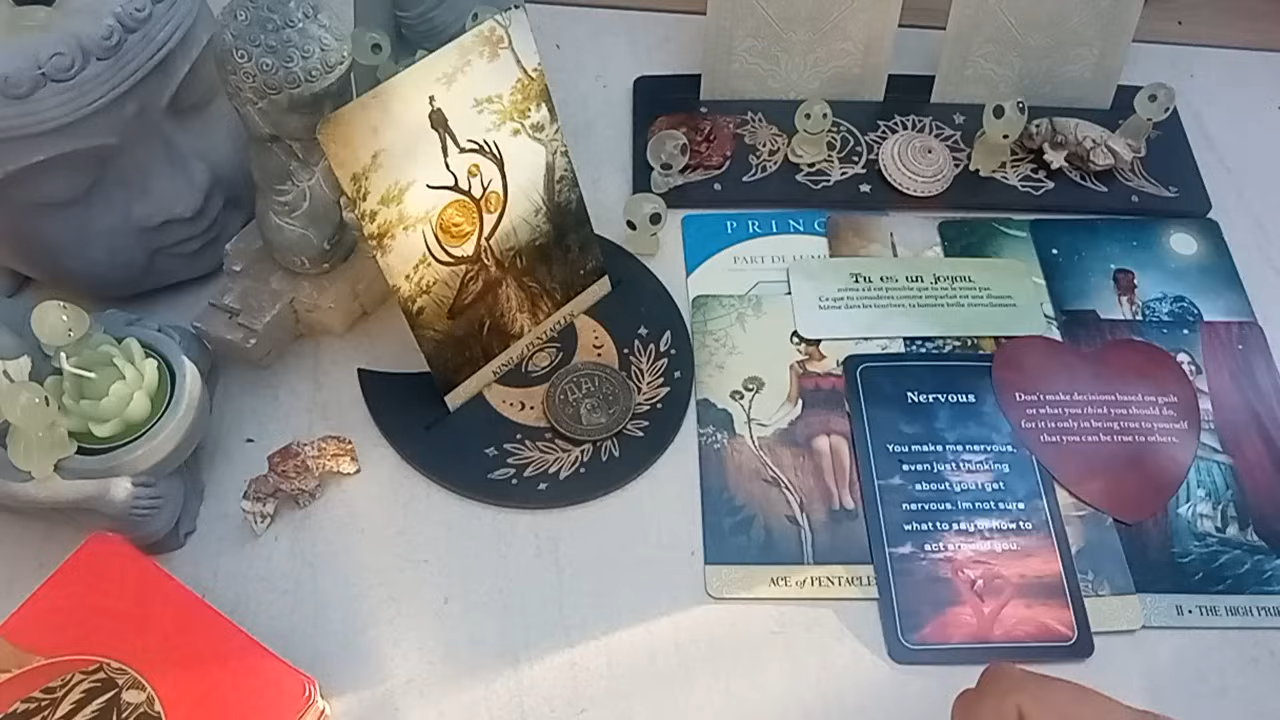 KING of PENTACLES
PRINC
PART DE LUMI
Tu es un joyau,
même s'il est possible que tu ne le voies pas.
Ce que tu considères comme imparfait est une illusion.
Même dans les ténèbres, ta lumière brille éternellement.
Nervous
You make me nervous,
even just thinking
about you I get
nervous. Im not sure
what to say or how to
act around you.
Don't make decisions based on guilt
or what you think you should do,
for it is only in being true to yourself
that you can be true to others.
ACE of PENTACLE
II • THE HIGH PRIE